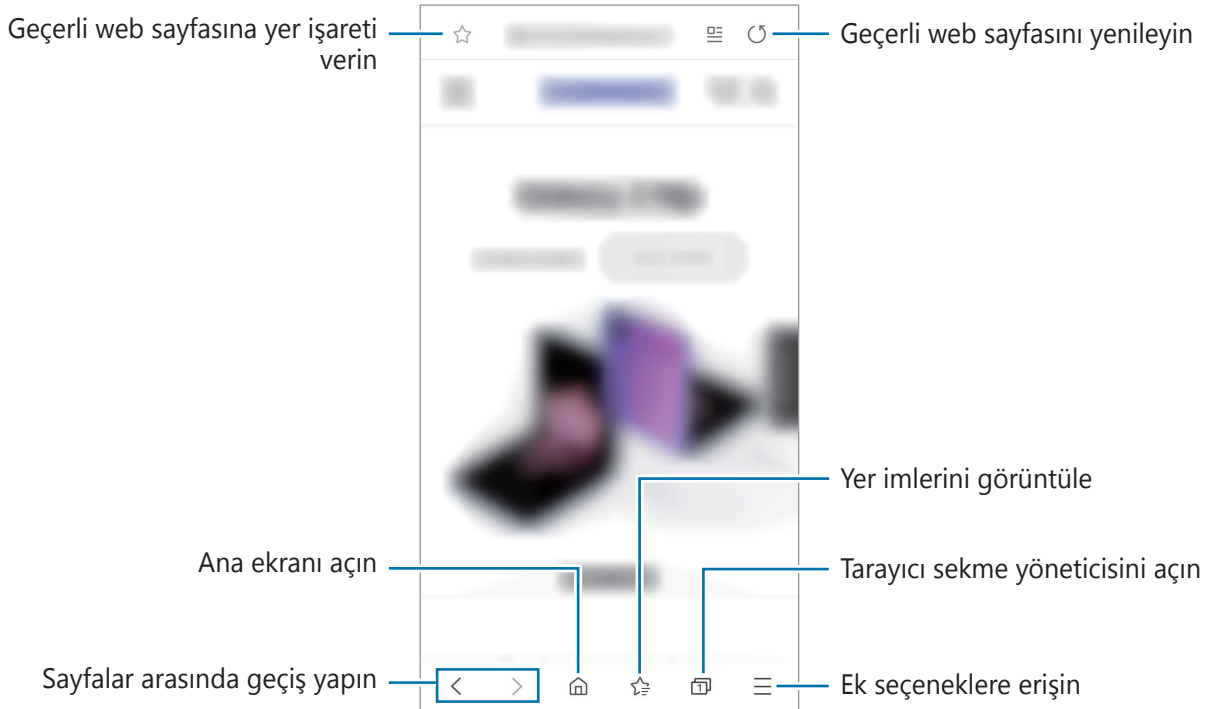 Geçerli web sayfasına yer işareti
verin
Geçerli web sayfasını yenileyin
Yer imlerini görüntüle
Ana ekranı açın
Tarayıcı sekme yöneticisini açın
Sayfalar arasında geçiş yapın
1
Ek seçeneklere erişin